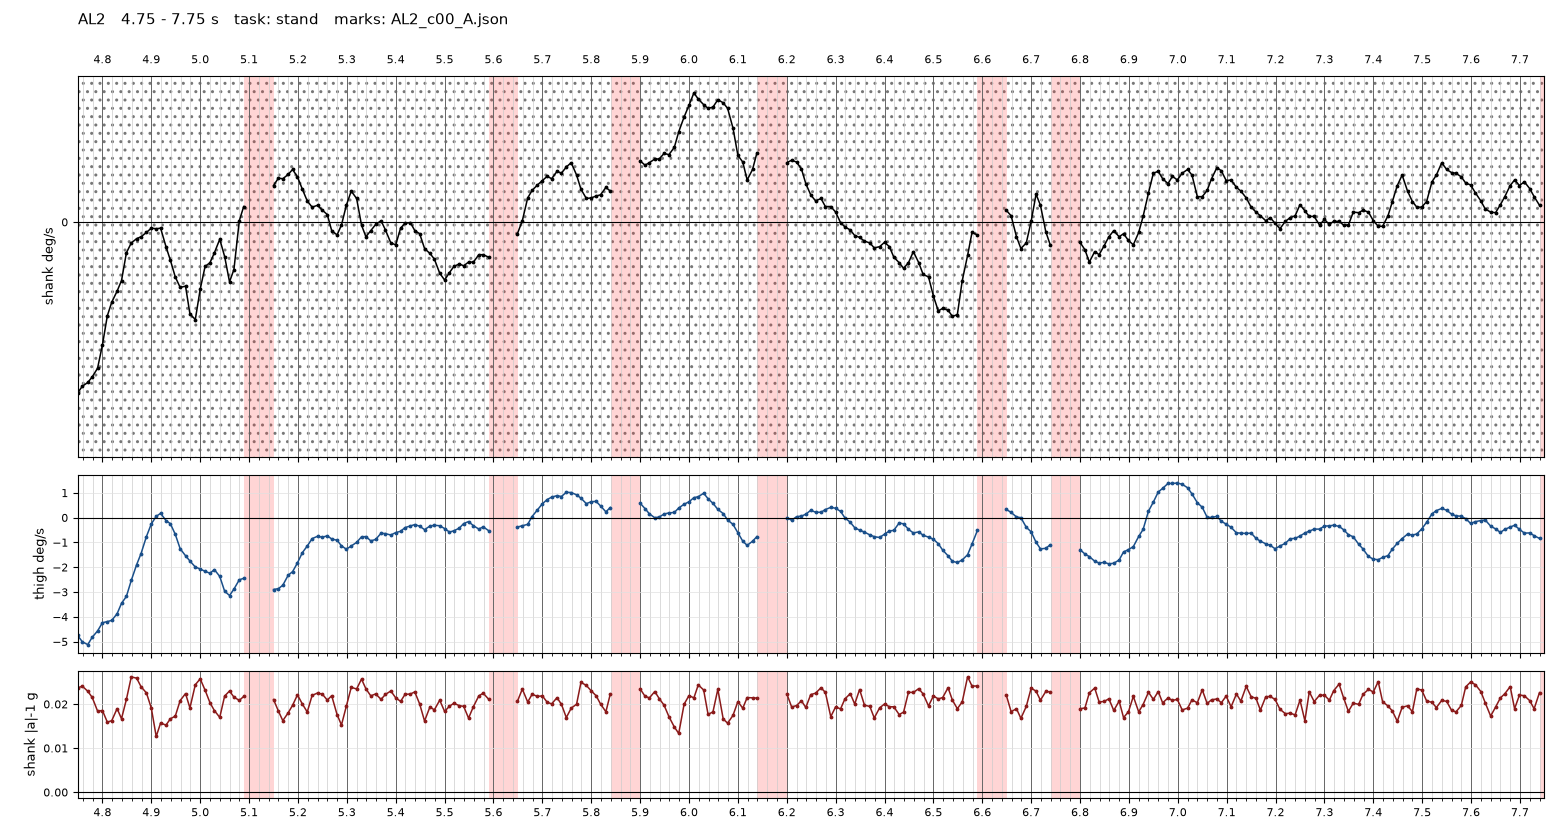 AL2   4.75 - 7.75 s   task: stand   marks: AL2_c00_A.json
4.8 4.9 5.0 5.1 5.2 5.3 5.4 5.5 5.6 5.7 5.8 5.9 6.0 6.1 6.2 6.3 6.4 6.5 6.6 6.7 6.8 6.9 7.0 7.1 7.2 7.3 7.4 7.5 7.6 7.7
shank deg/s
0
thigh deg/s
1
0
−1
−2
−3
−4
−5
shank |a|-1 g
0.02
0.01
0.00
4.8 4.9 5.0 5.1 5.2 5.3 5.4 5.5 5.6 5.7 5.8 5.9 6.0 6.1 6.2 6.3 6.4 6.5 6.6 6.7 6.8 6.9 7.0 7.1 7.2 7.3 7.4 7.5 7.6 7.7